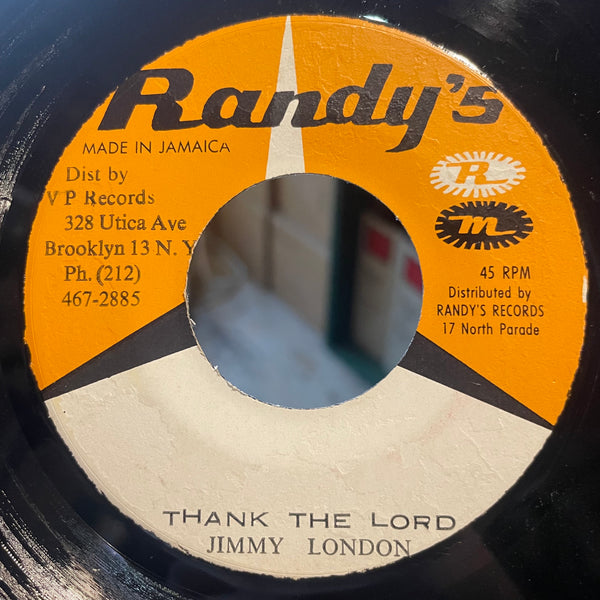 Randy's
MADE IN JAMAICA
Dist by
V P Records
328 Utica Ave
Brooklyn 13 N. Y
Ph. (212)
467-2885
R
m
45 RPM
Distributed by
RANDY'S RECORDS
17 North Parade
THANK THE LORD
JIMMY LONDON